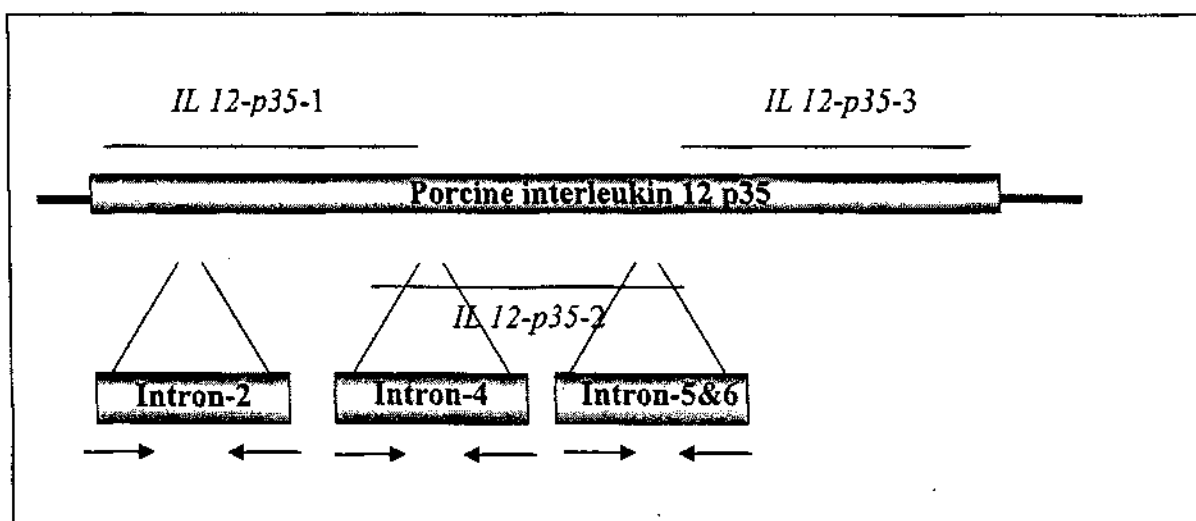 IL 12-p35-1
IL 12-p35-3
Porcine interleukin 12 p35
IL 12-p35-2
Intron-2
Intron-4
Intron-5&6